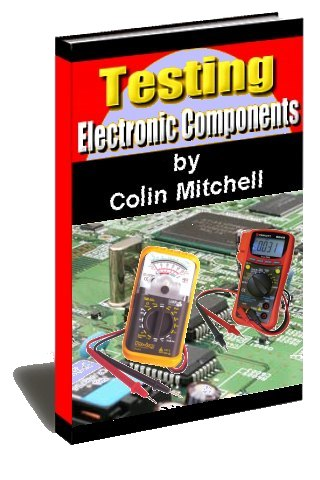 Testing
Electronic Components
by
Colin Mitchell